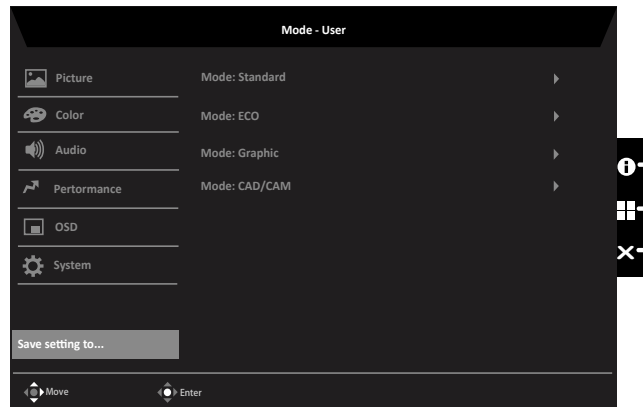 Mode - User
Picture
Mode: Standard
Color
Mode: ECO
Audio
Mode: Graphic
Pertormance
Mode: CAD/CAM
OSD
System
Save setting to...
Move
Enter